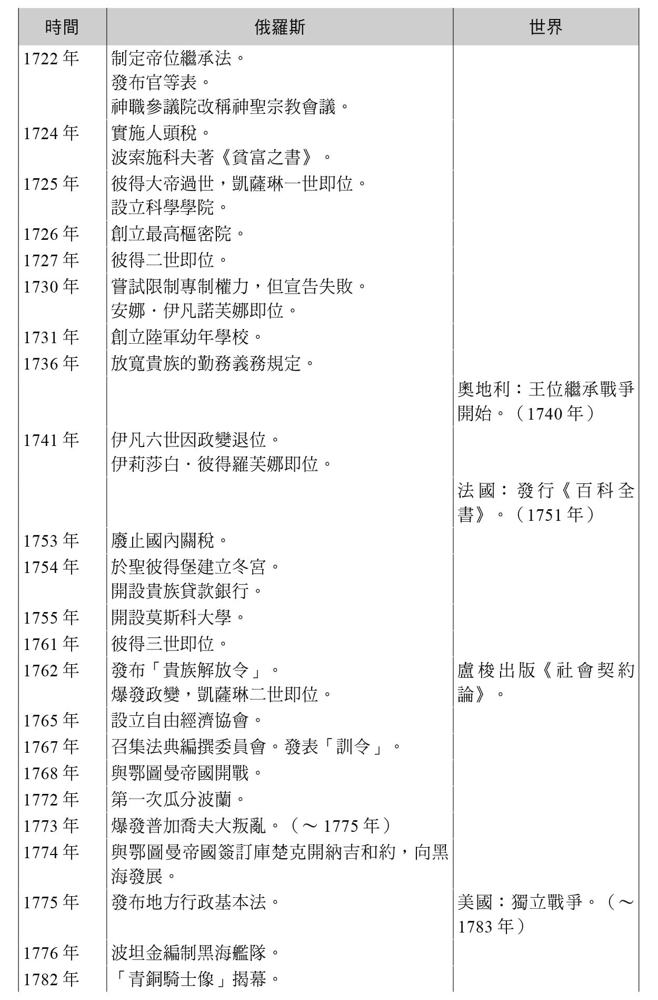 時間 俄羅斯 世界
1722 年 制定帝位繼承法。
發布官等表。
神職參議院改稱神聖宗教會議。
1724 年 實施人頭稅。
波索施科夫著《貧富之書》。
1725 年 彼得大帝過世，凱薩琳一世即位。
設立科學學院。
1726 年 創立最高樞密院。
1727 年 彼得二世即位。
1730 年 嘗試限制專制權力，但宣告失敗。
安娜．伊凡諾芙娜即位。
1731 年 創立陸軍幼年學校。
1736 年 放寬貴族的勤務義務規定。
奧地利：王位繼承戰爭
開始。（1740 年）
1741 年 伊凡六世因政變退位。
伊莉莎白．彼得羅芙娜即位。
法國：發行《百科全
書》。（1751 年）
1753 年 廢止國內關稅。
1754 年 於聖彼得堡建立冬宮。
開設貴族貸款銀行。
1755 年 開設莫斯科大學。
1761 年 彼得三世即位。
1762 年 發布「貴族解放令」。 盧梭出版《社會契約
爆發政變，凱薩琳二世即位。 論》。
1765 年 設立自由經濟協會。
1767 年 召集法典編撰委員會。發表「訓令」。
1768 年 與鄂圖曼帝國開戰。
1772 年 第一次瓜分波蘭。
1773 年 爆發普加喬夫大叛亂。（～ 1775 年）
1774 年 與鄂圖曼帝國簽訂庫楚克開納吉和約，向黑
海發展。
1775 年 發布地方行政基本法。 美國：獨立戰爭。（～
1783 年）
1776 年 波坦金編制黑海艦隊。
1782 年 「青銅騎士像」揭幕。